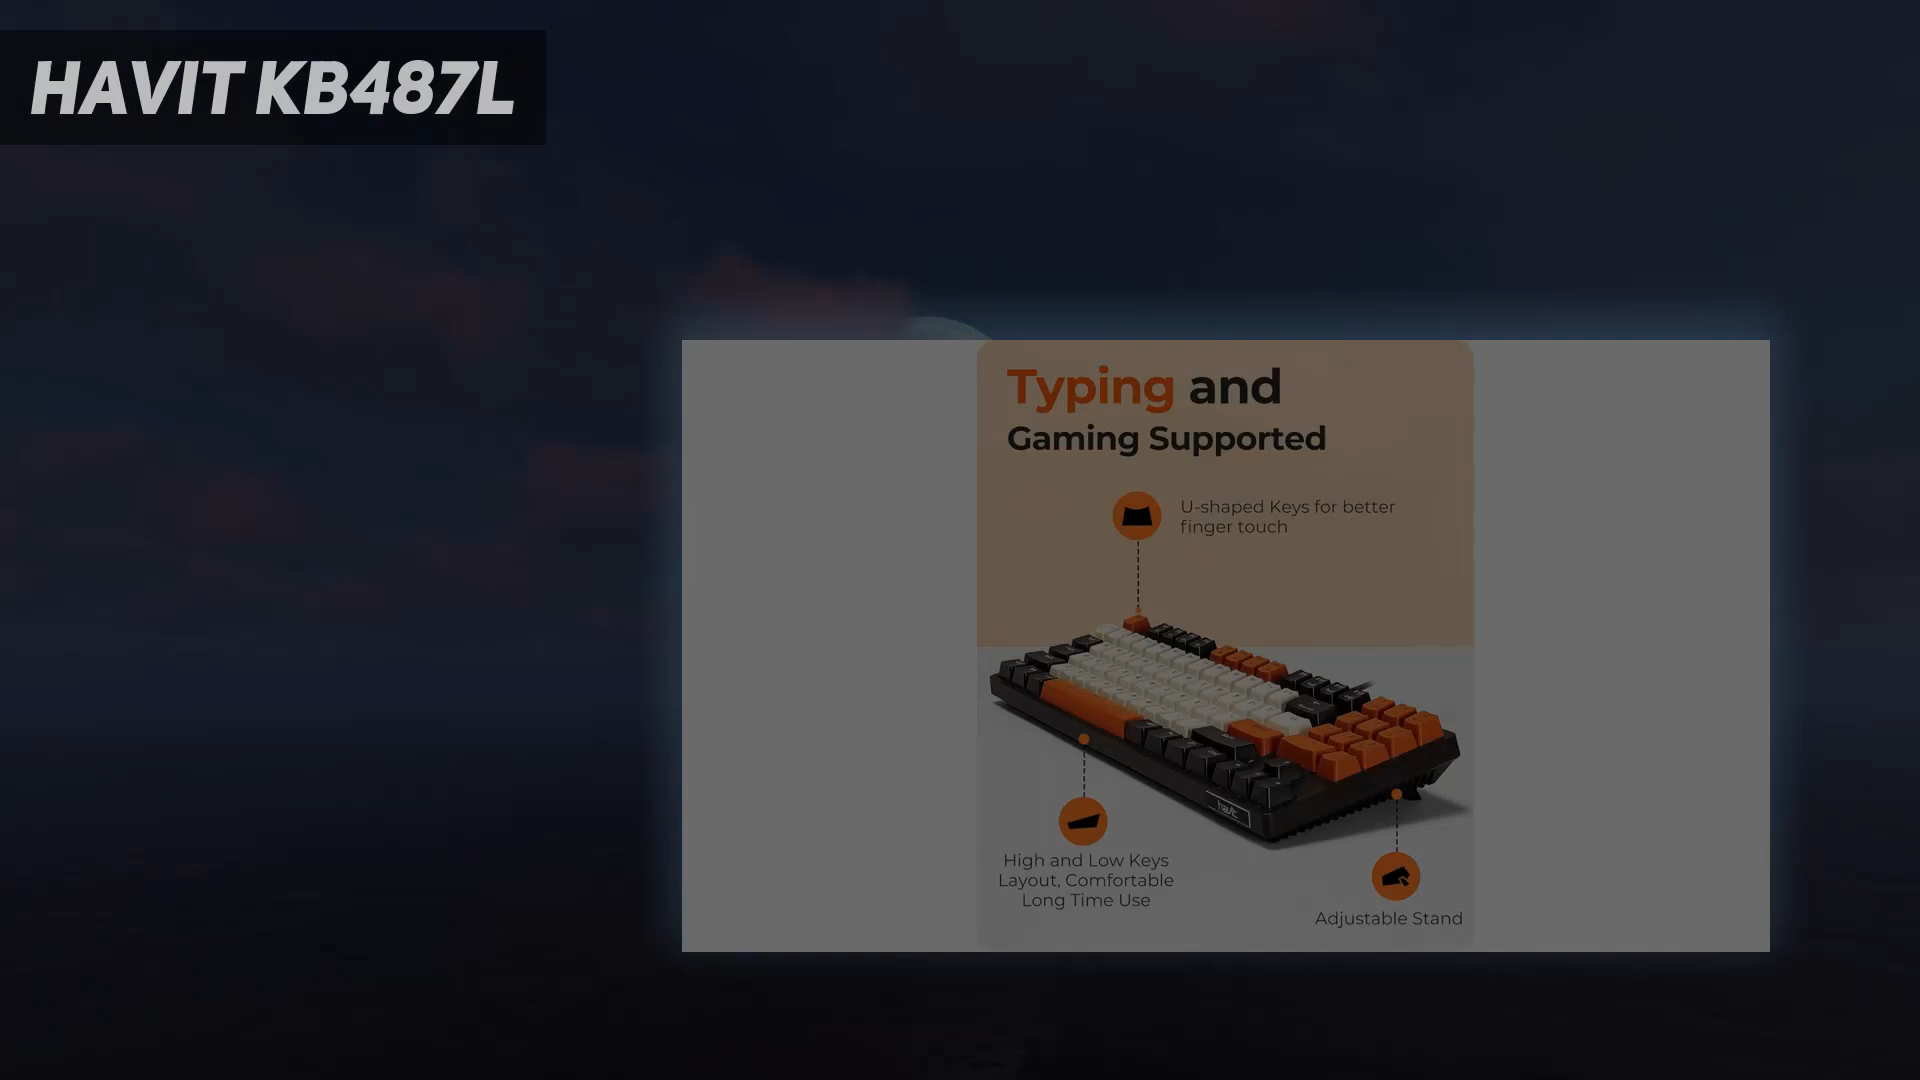 HAVIT KB487L
Typing and
Gaming Supported
U-shaped Keys for better
finger touch
havit
High and Low Keys
Layout, Comfortable
Long Time Use
Adjustable Stand